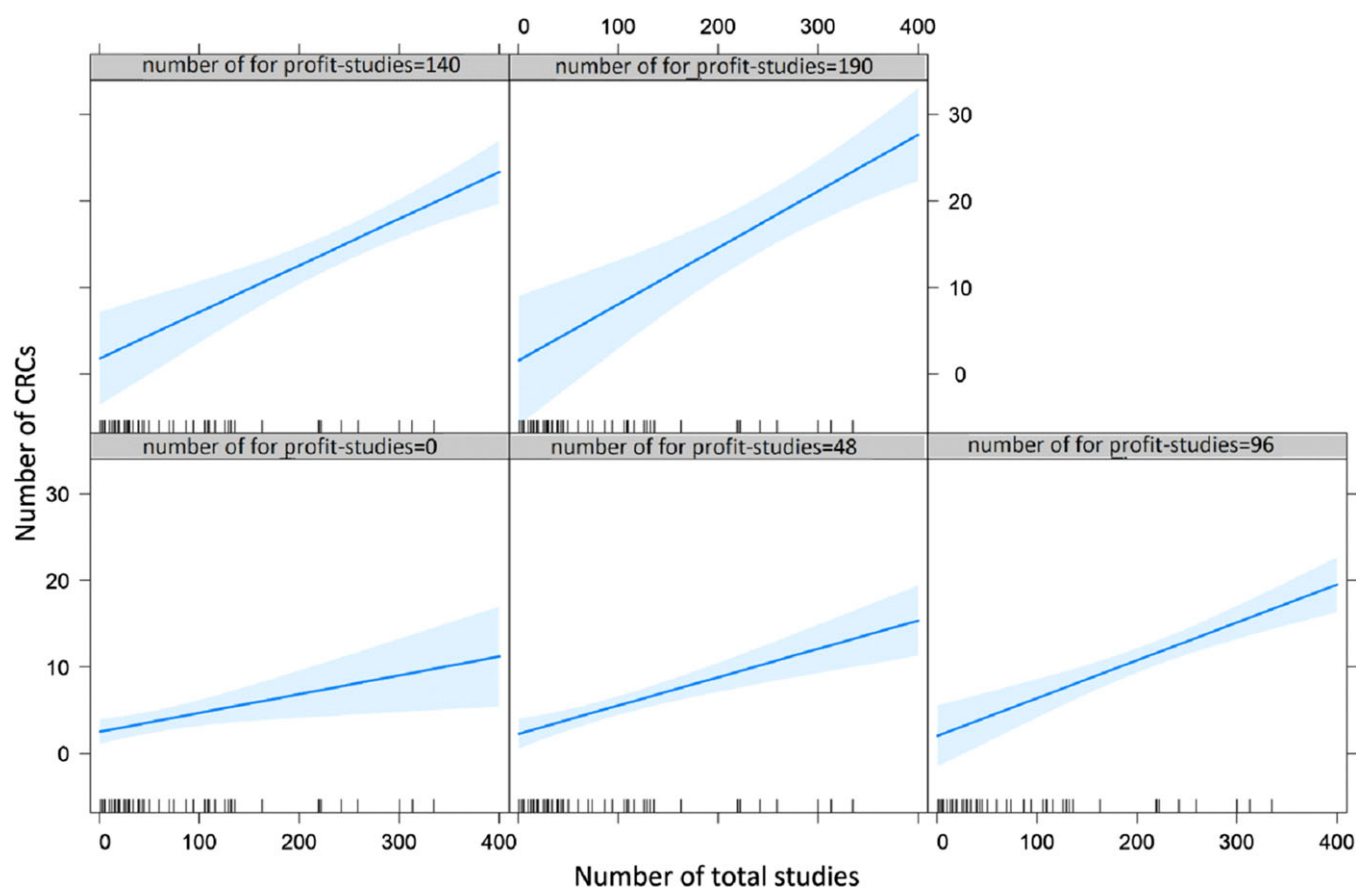 0 100 200 300 400
number of for profit-studies=140
number of for profit-studies=190
30
20
10
0
Number of CRCs
number of for profit-studies=0
number of for profit-studies=48
number of for profit-studies=96
30
20
10
0
0 100 200 300 400
0 100 200 300 400
Number of total studies